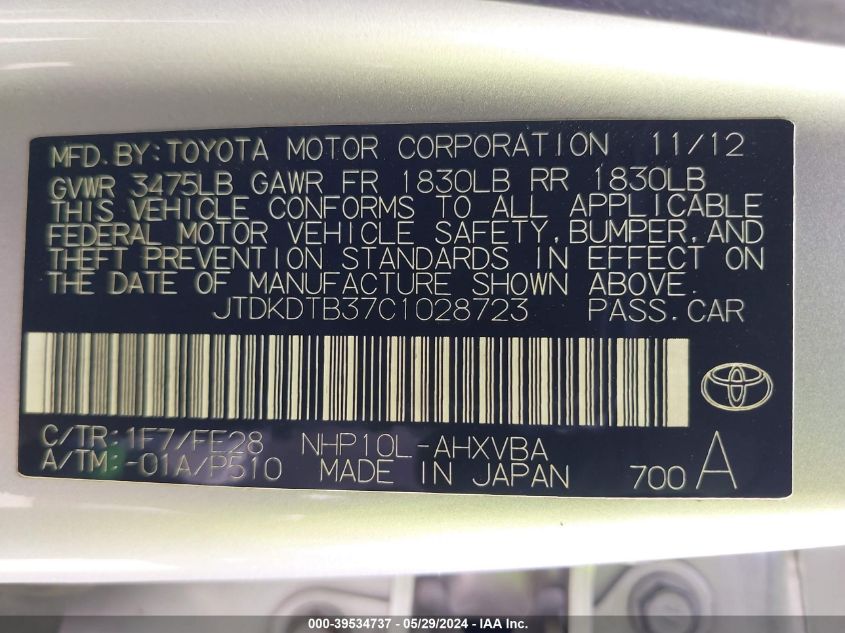 MFD. BY: TOYOTA MOTOR CORPORATION 11/12
GVWR 3475LB GAWR FR 1830LB RR 1830LB
THIS VEHICLE CONFORMS TO ALL APPLICABLE
FEDERAL MOTOR VEHICLE SAFETY, BUMPER, AND
THEFT PREVENTION STANDARDS IN EFFECT ON
THE DATE OF MANUFACTURE SHOWN ABOVE.
JTDKDTB37C1028723 PASS. CAR
C/TR: 1F7/FE28 NHP10L-AHXVBA
A/TM: -01A/P510 MADE IN JAPAN 700 A
000-39534737 - 05/29/2024 - IAA Inc.